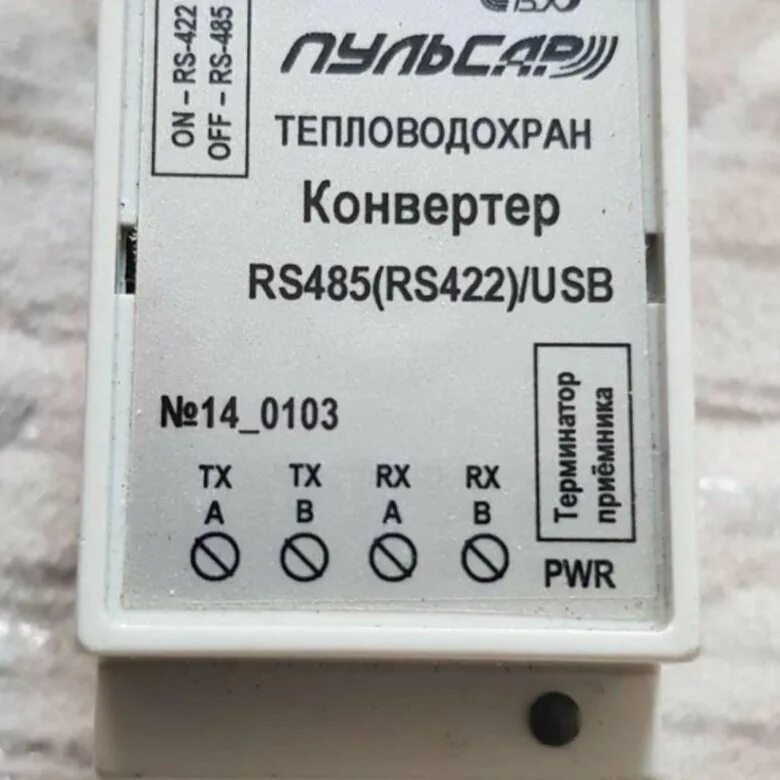 ON – RS-422
OFF – RS-485
ПУЛЬСАР
ТЕПЛОВОДОХРАН
Конвертер
RS485(RS422)/USB
№14_0103
Терминатор
приёмника
TX TX RX RX
A B A B
PWR